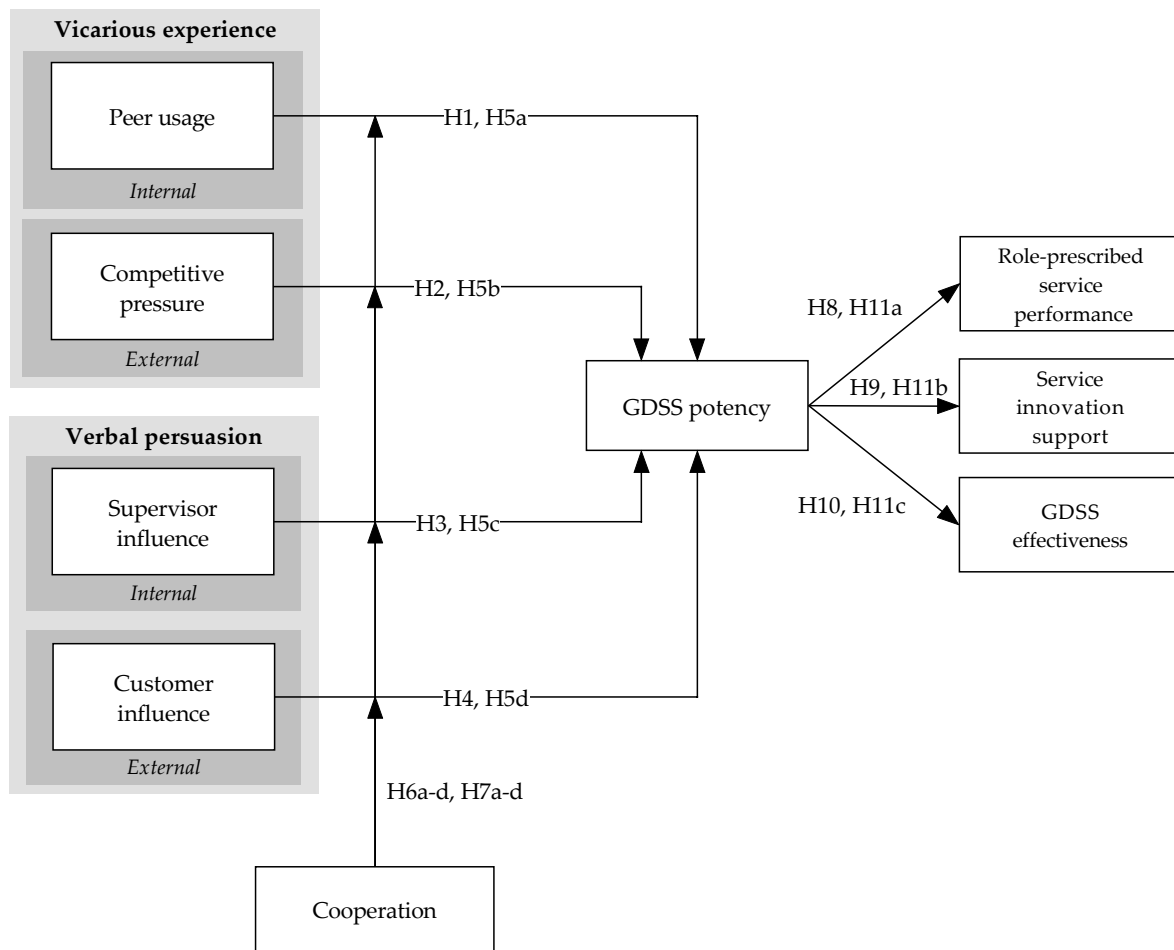 Vicarious experience
Peer usage
Internal
H1, H5a
Competitive
pressure
External
H2, H5b
Verbal persuasion
Supervisor
influence
Internal
H3, H5c
Customer
influence
External
H4, H5d
H6a-d, H7a-d
Cooperation
GDSS potency
H8, H11a
H9, H11b
H10, H11c
Role-prescribed
service
performance
Service
innovation
support
GDSS
effectiveness